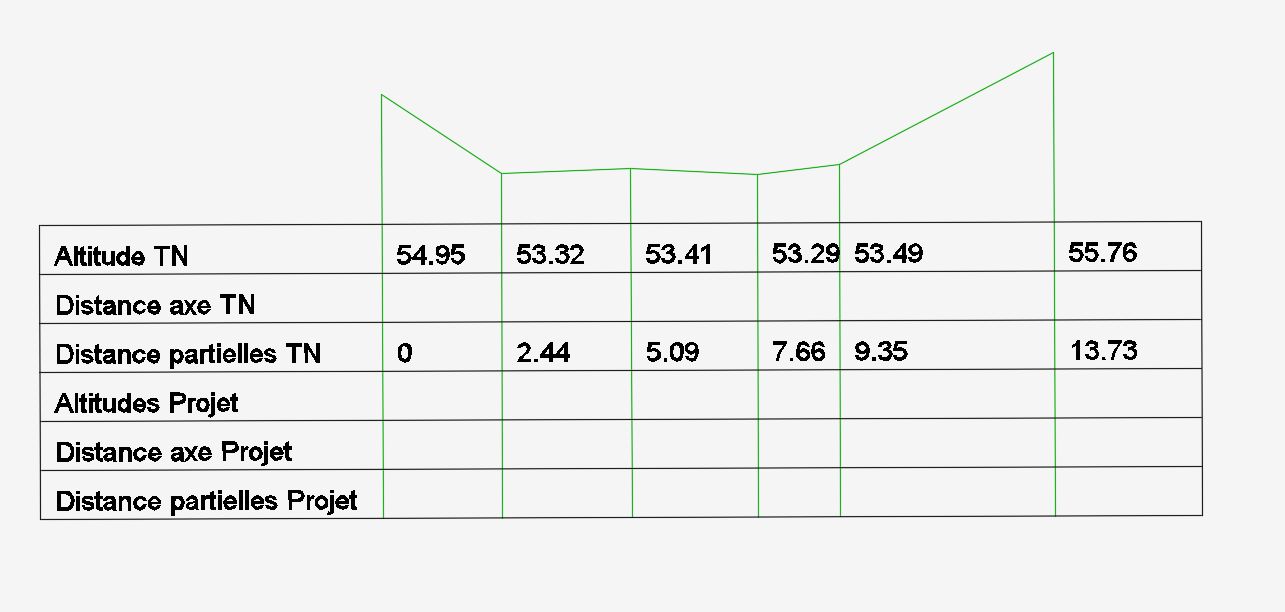 Altitude TN 54.95 53.32 53.41 53.29 53.49 55.76
Distance axe TN
Distance partielles TN 0 2.44 5.09 7.66 9.35 13.73
Altitudes Projet
Distance axe Projet
Distance partielles Projet